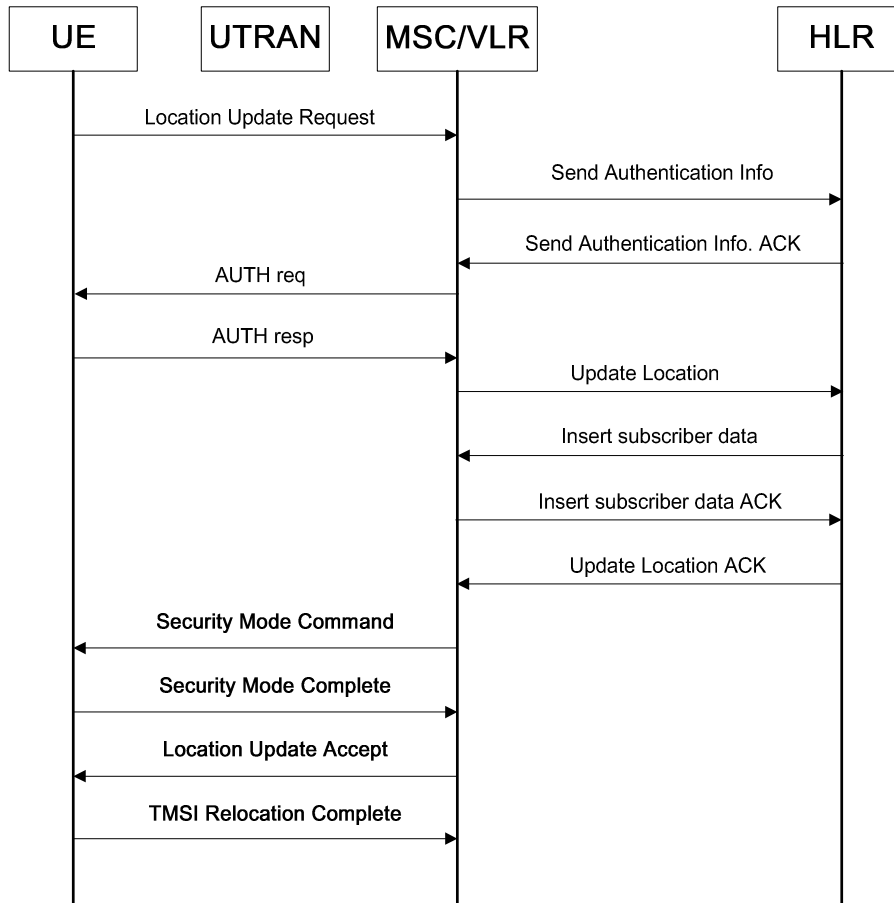 UE UTRAN MSC/VLR HLR
Location Update Request
Send Authentication Info
Send Authentication Info. ACK
AUTH req
AUTH resp
Update Location
Insert subscriber data
Insert subscriber data ACK
Update Location ACK
Security Mode Command
Security Mode Complete
Location Update Accept
TMSI Relocation Complete